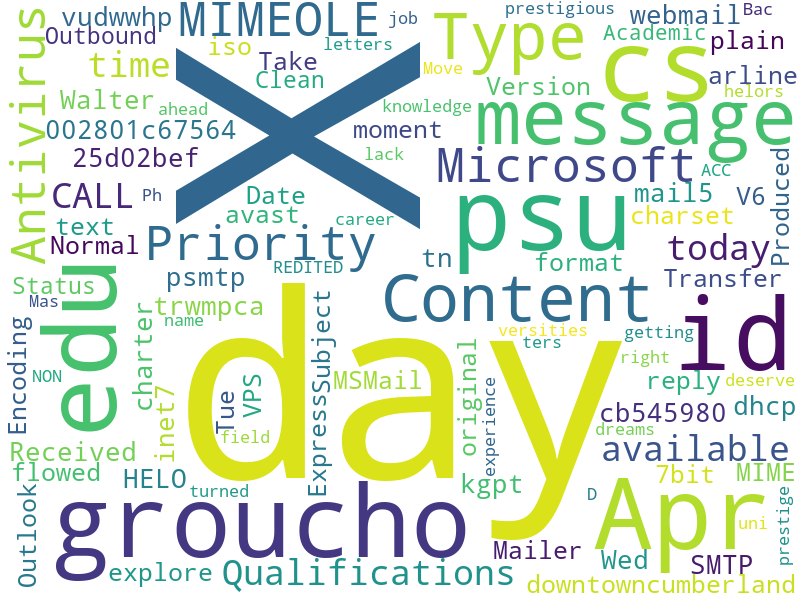 vudwwhp
MIMEOLE
job
prestigious
webmail
Bac
Outbound
iso
Take
letters
Type
Academic
cs
plain
Antivirus
time
Clean
Move
Version
arline
helors
Walter
ahead
X
knowledge
message
002801c67564
moment
25d02bef
lack
Microsoft
ACC
Produced
CALL
Ph
Date
psu
mail5
V6
text
avast
career
charset
Normal
Priority
tn
format
today
Status
edu
psmtp
REDITED
Content
Transfer
id
Mas
trwmpca
name
day
Encoding
charter
Subject
Express
versities
ters
getting
NON
Tue
VPS
MSMail
original
right
inet7
experience
reply
deserve
Received
field
cb545980
dhcp
dreams
flowed
HELO
turned
kgpt
available
7bit
MIME
Outlook
groucho
D
Apr
uni
prestige
explore
Qualifications
Mailer
Wed
SMTP
downtowncumberland